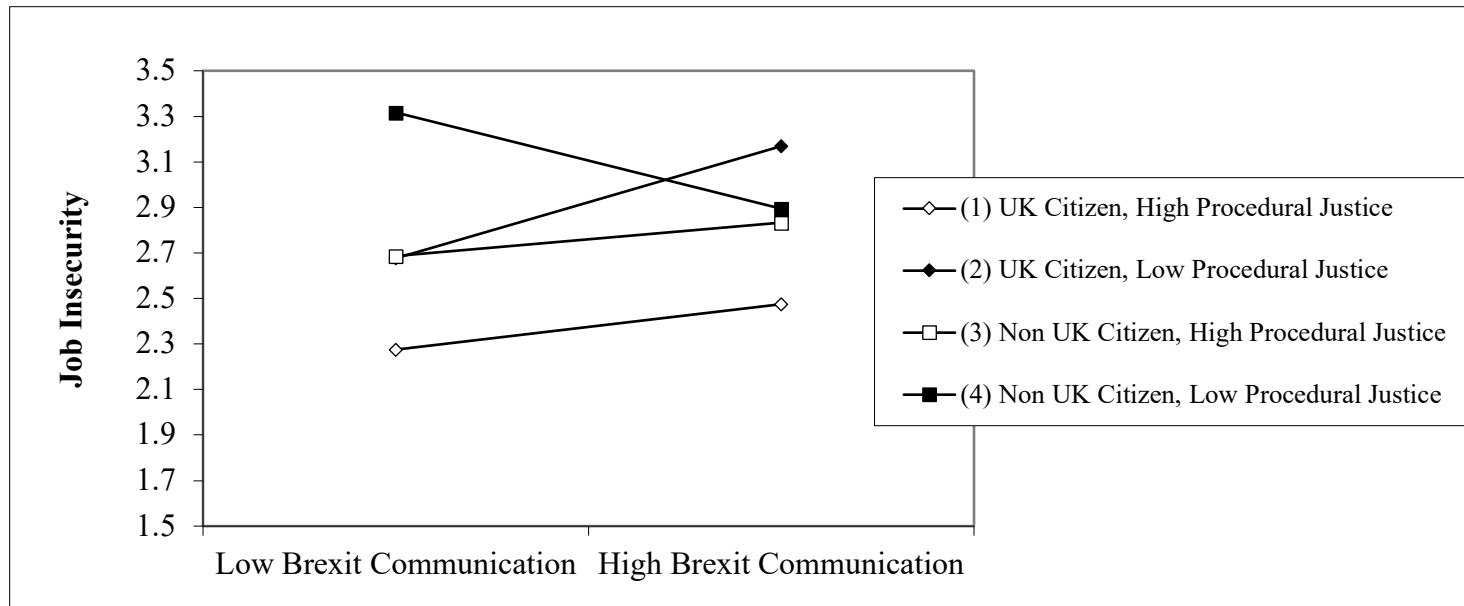 Job Insecurity
3.5
3.3
3.1
2.9
2.7
2.5
2.3
2.1
1.9
1.7
1.5
Low Brexit Communication
High Brexit Communication
(1) UK Citizen, High Procedural Justice
(2) UK Citizen, Low Procedural Justice
(3) Non UK Citizen, High Procedural Justice
(4) Non UK Citizen, Low Procedural Justice